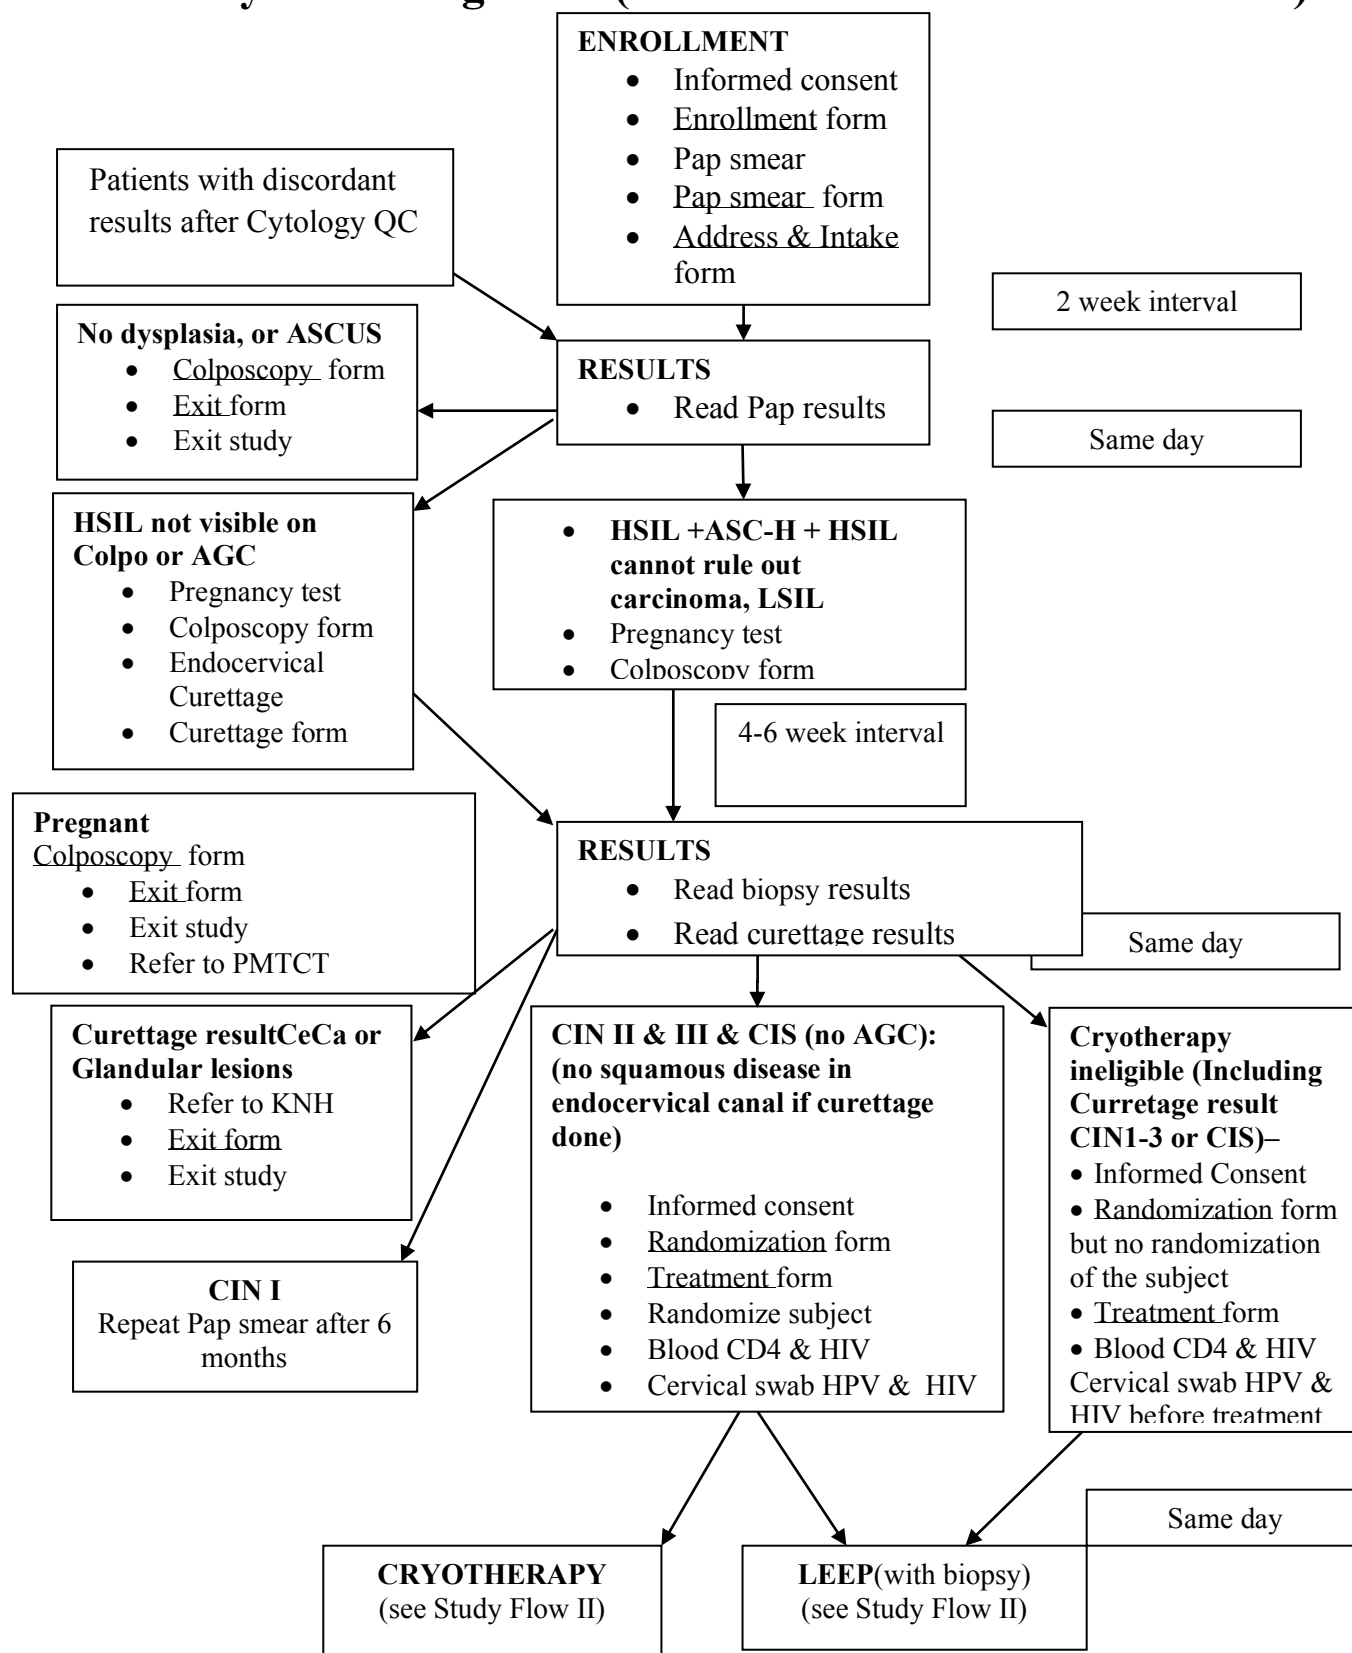 ENROLLMENT
• Informed consent
• Enrollment form
• Pap smear
• Pap smear form
• Address & Intake
form
Patients with discordant
results after Cytology QC
2 week interval
No dysplasia, or ASCUS
• Colposcopy form
• Exit form
• Exit study
RESULTS
• Read Pap results
Same day
HSIL not visible on
Colpo or AGC
• Pregnancy test
• Colposcopy form
• Endocervical
Curettage
• Curettage form
• HSIL +ASC-H + HSIL
cannot rule out
carcinoma, LSIL
• Pregnancy test
• Colposcopy form
4-6 week interval
Pregnant
Colposcopy form
• Exit form
• Exit study
• Refer to PMTCT
RESULTS
• Read biopsy results
• Read curettage results
Same day
Curettage resultCeCa or
Glandular lesions
• Refer to KNH
• Exit form
• Exit study
CIN II & III & CIS (no AGC):
(no squamous disease in
endocervical canal if curettage
done)
• Informed consent
• Randomization form
• Treatment form
• Randomize subject
• Blood CD4 & HIV
• Cervical swab HPV & HIV
Cryotherapy
ineligible (Including
Curretage result
CIN1-3 or CIS)–
• Informed Consent
• Randomization form
but no randomization
of the subject
• Treatment form
• Blood CD4 & HIV
Cervical swab HPV &
HIV before treatment
CIN I
Repeat Pap smear after 6
months
Same day
CRYOTHERAPY
(see Study Flow II)
LEEP(with biopsy)
(see Study Flow II)